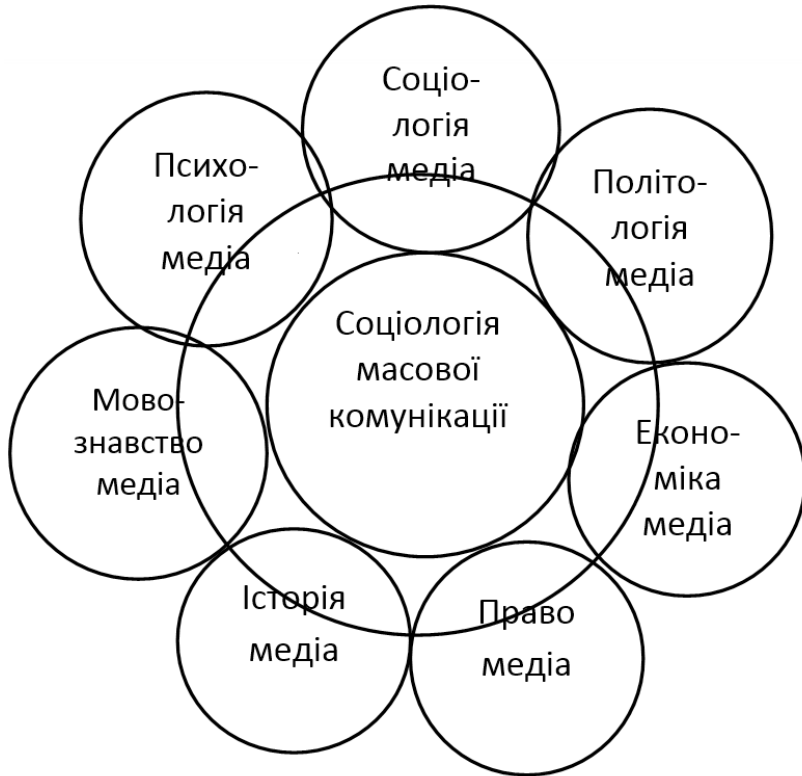 Соціо-
логія
медіа
Психо-
логія
медіа
Політо-
логія
медіа
Соціологія
масової
комунікації
Мово-
знавство
медіа
Еконо-
міка
медіа
Історія
медіа
Право
медіа